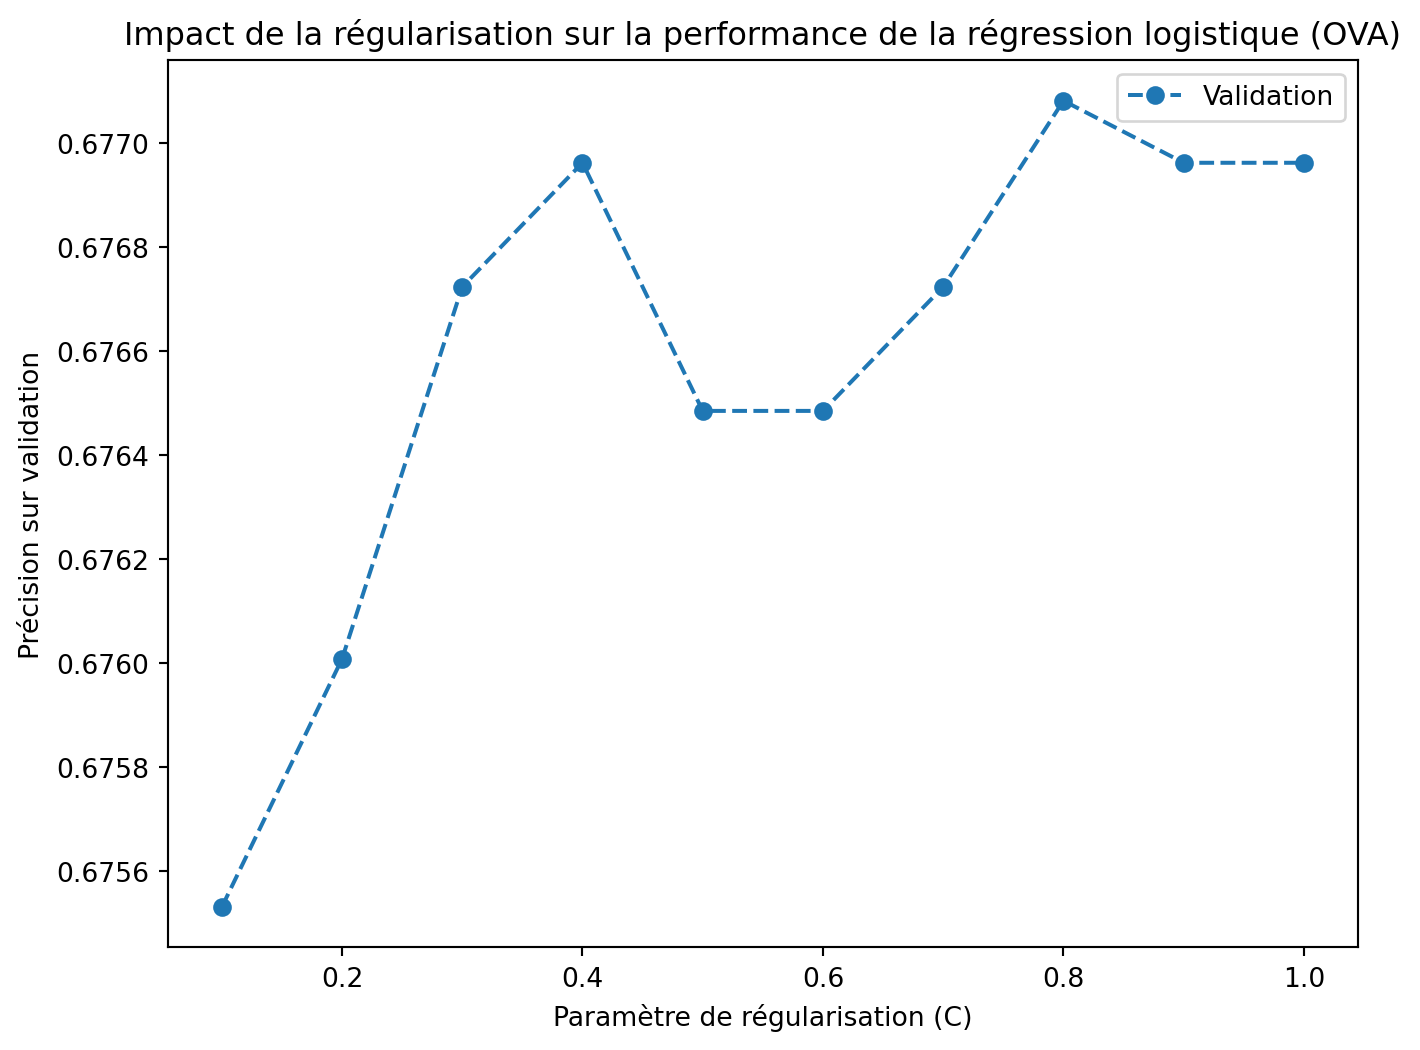 Impact de la régularisation sur la performance de la régression logistique (OVA)
Validation
0.6770
0.6768
0.6766
0.6764
0.6762
0.6760
0.6758
0.6756
Précision sur validation
0.2 0.4 0.6 0.8 1.0
Paramètre de régularisation (C)